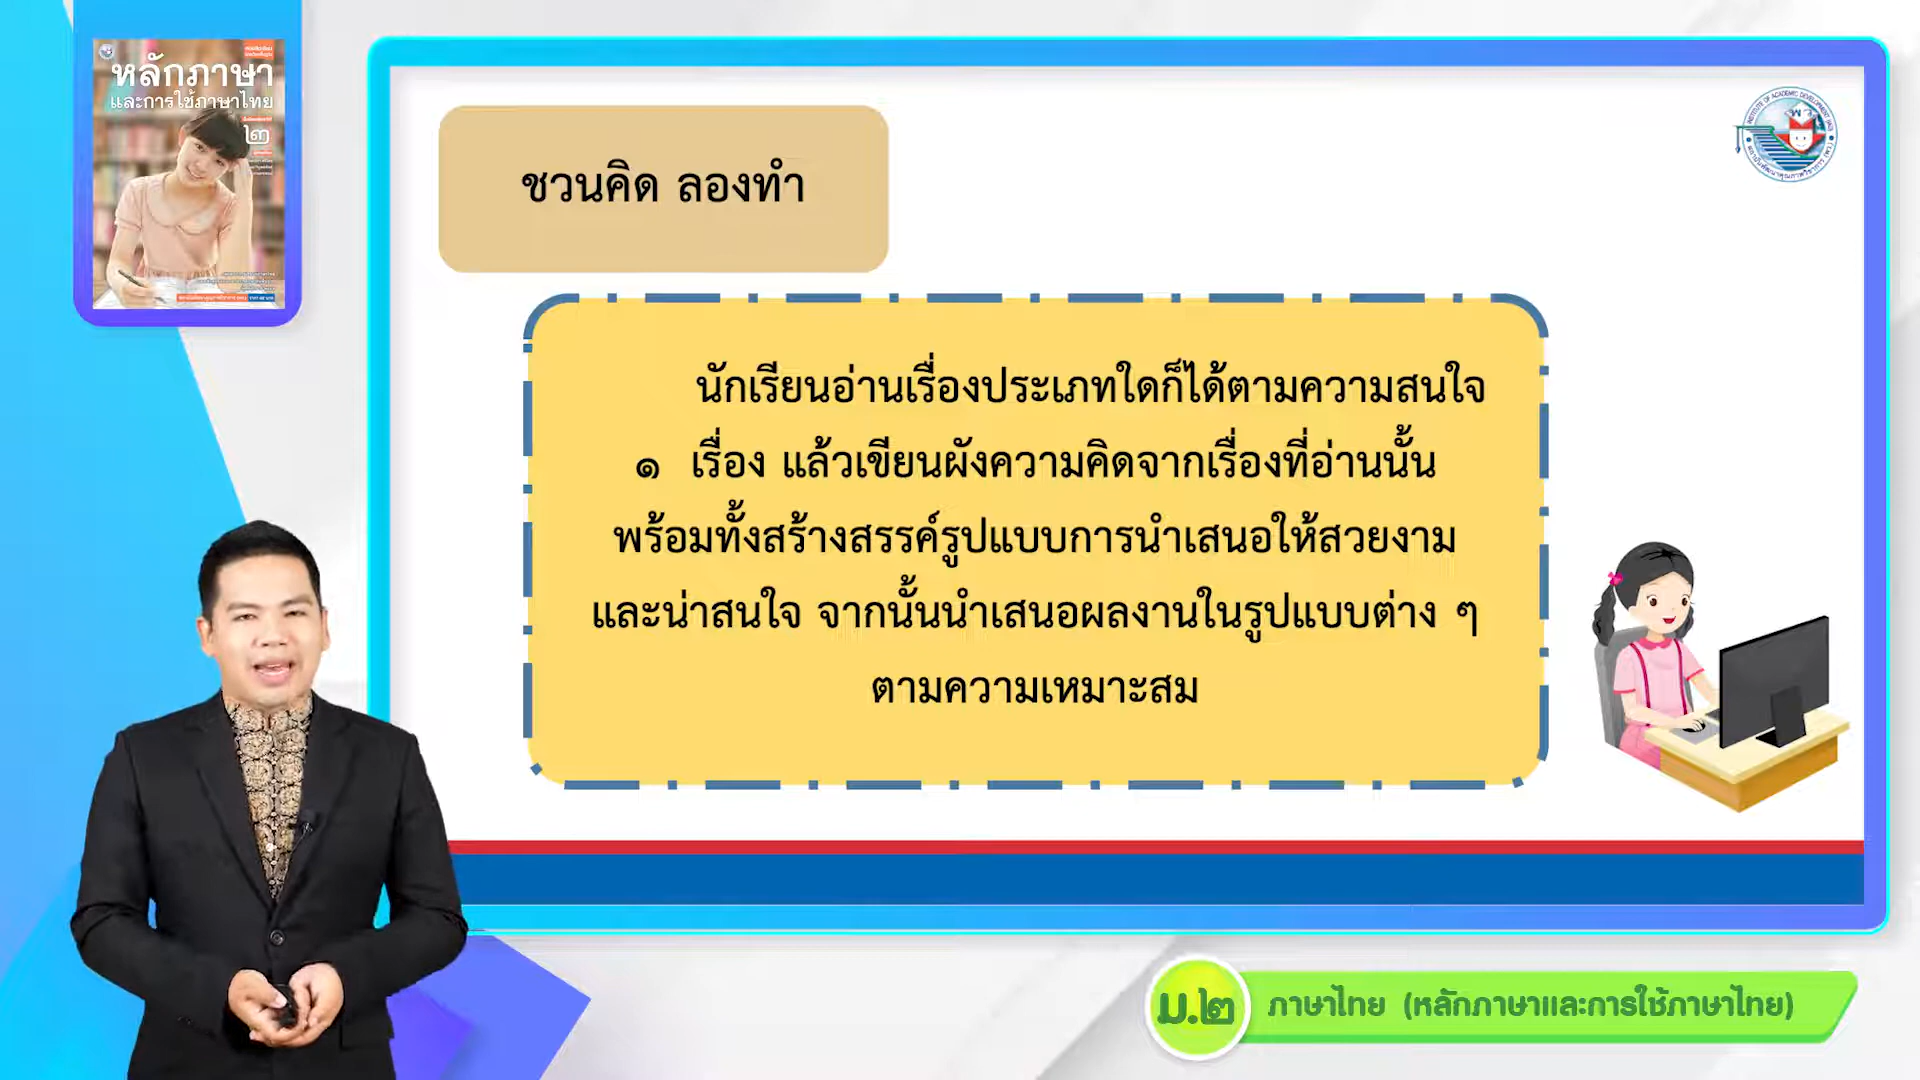 หลักภาษา
และการใช้ภาษาไทย
๒
ชวนคิด ลองทำ
นักเรียนอ่านเรื่องประเภทใดก็ได้ตามความสนใจ
๑ เรื่อง แล้วเขียนผังความคิดจากเรื่องที่อ่านนั้น
พร้อมทั้งสร้างสรรค์รูปแบบการนำเสนอให้สวยงาม
และน่าสนใจ จากนั้นนำเสนอผลงานในรูปแบบต่าง ๆ
ตามความเหมาะสม
ม.๒ ภาษาไทย (หลักภาษาและการใช้ภาษาไทย)